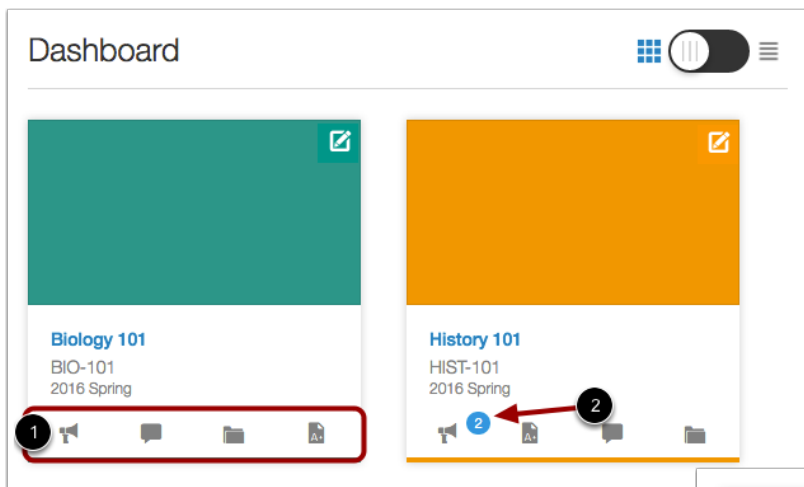 Dashboard
Biology 101
BIO-101
2016 Spring
1
A+
History 101
HIST-101
2016 Spring
2
2
A+